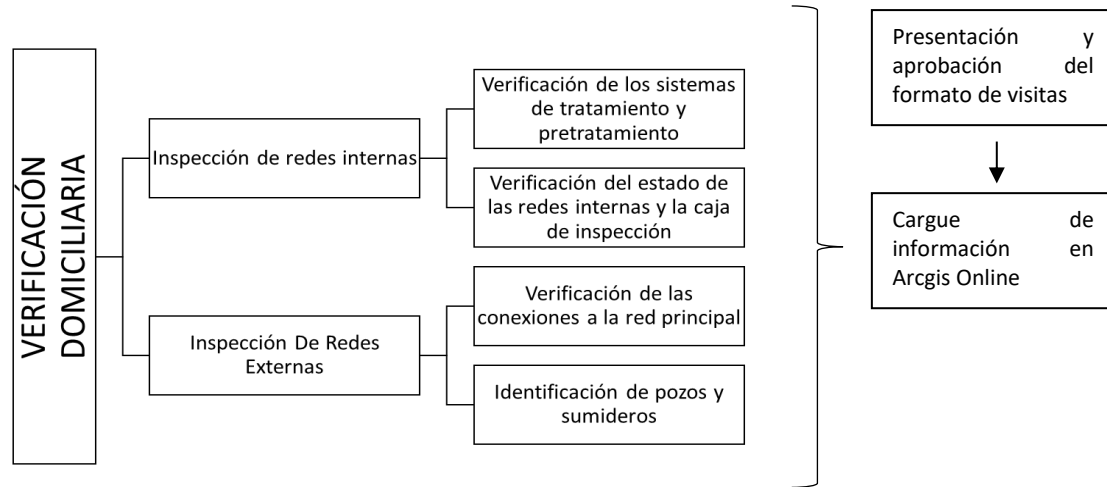 VERIFICACIÓN
DOMICILIARIA
Inspección de redes internas
Verificación de los sistemas
de tratamiento y
pretratamiento
Verificación del estado de
las redes internas y la caja
de inspección
Inspección De Redes
Externas
Verificación de las
conexiones a la red principal
Identificación de pozos y
sumideros
Presentación y
aprobación del
formato de visitas
Cargue de
información en
Arcgis Online